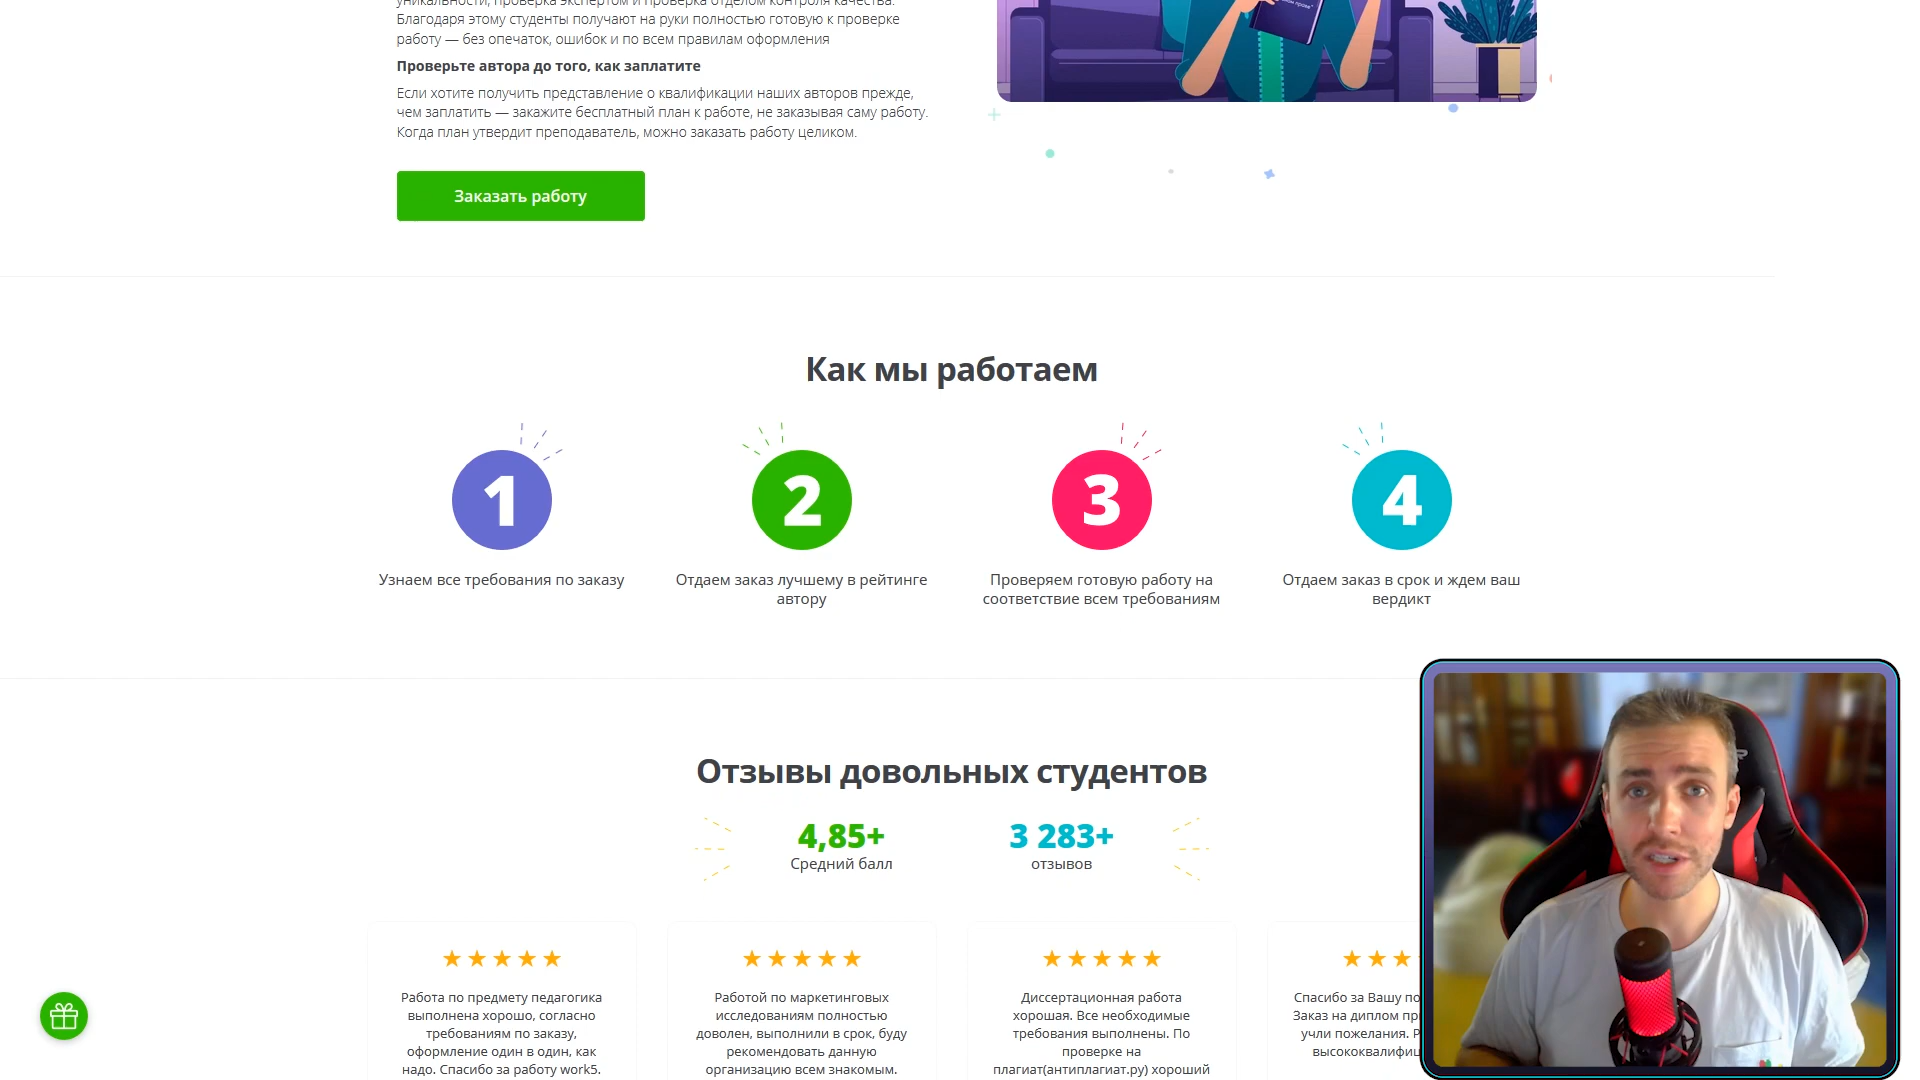 уникальности, проверка экспертом и проверка отделом контроля качества.
Благодаря этому студенты получают на руки полностью готовую к проверке
работу — без опечаток, ошибок и по всем правилам оформления
Проверьте автора до того, как заплатите
Если хотите получить представление о квалификации наших авторов прежде,
чем заплатить — закажите бесплатный план к работе, не заказывая саму работу.
Когда план утвердит преподаватель, можно заказать работу целиком.
Заказать работу
Как мы работаем
1
2
3
4
Узнаем все требования по заказу
Отдаем заказ лучшему в рейтинге
автору
Проверяем готовую работу на
соответствие всем требованиям
Отдаем заказ в срок и ждем ваш
вердикт
Отзывы довольных студентов
4,85+
Средний балл
3 283+
отзывов
Работа по предмету педагогика
выполнена хорошо, согласно
требованиям по заказу,
оформление один в один, как
надо. Спасибо за работу work5.
Работой по маркетинговых
исследованиям полностью
доволен, выполнили в срок, буду
рекомендовать данную
организацию всем знакомым.
Диссертационная работа
хорошая. Все необходимые
требования выполнены. По
проверке на
плагиат(антиплагиат.ру) хороший
Спасибо за Вашу
Заказ на диплом
учли пожелания.